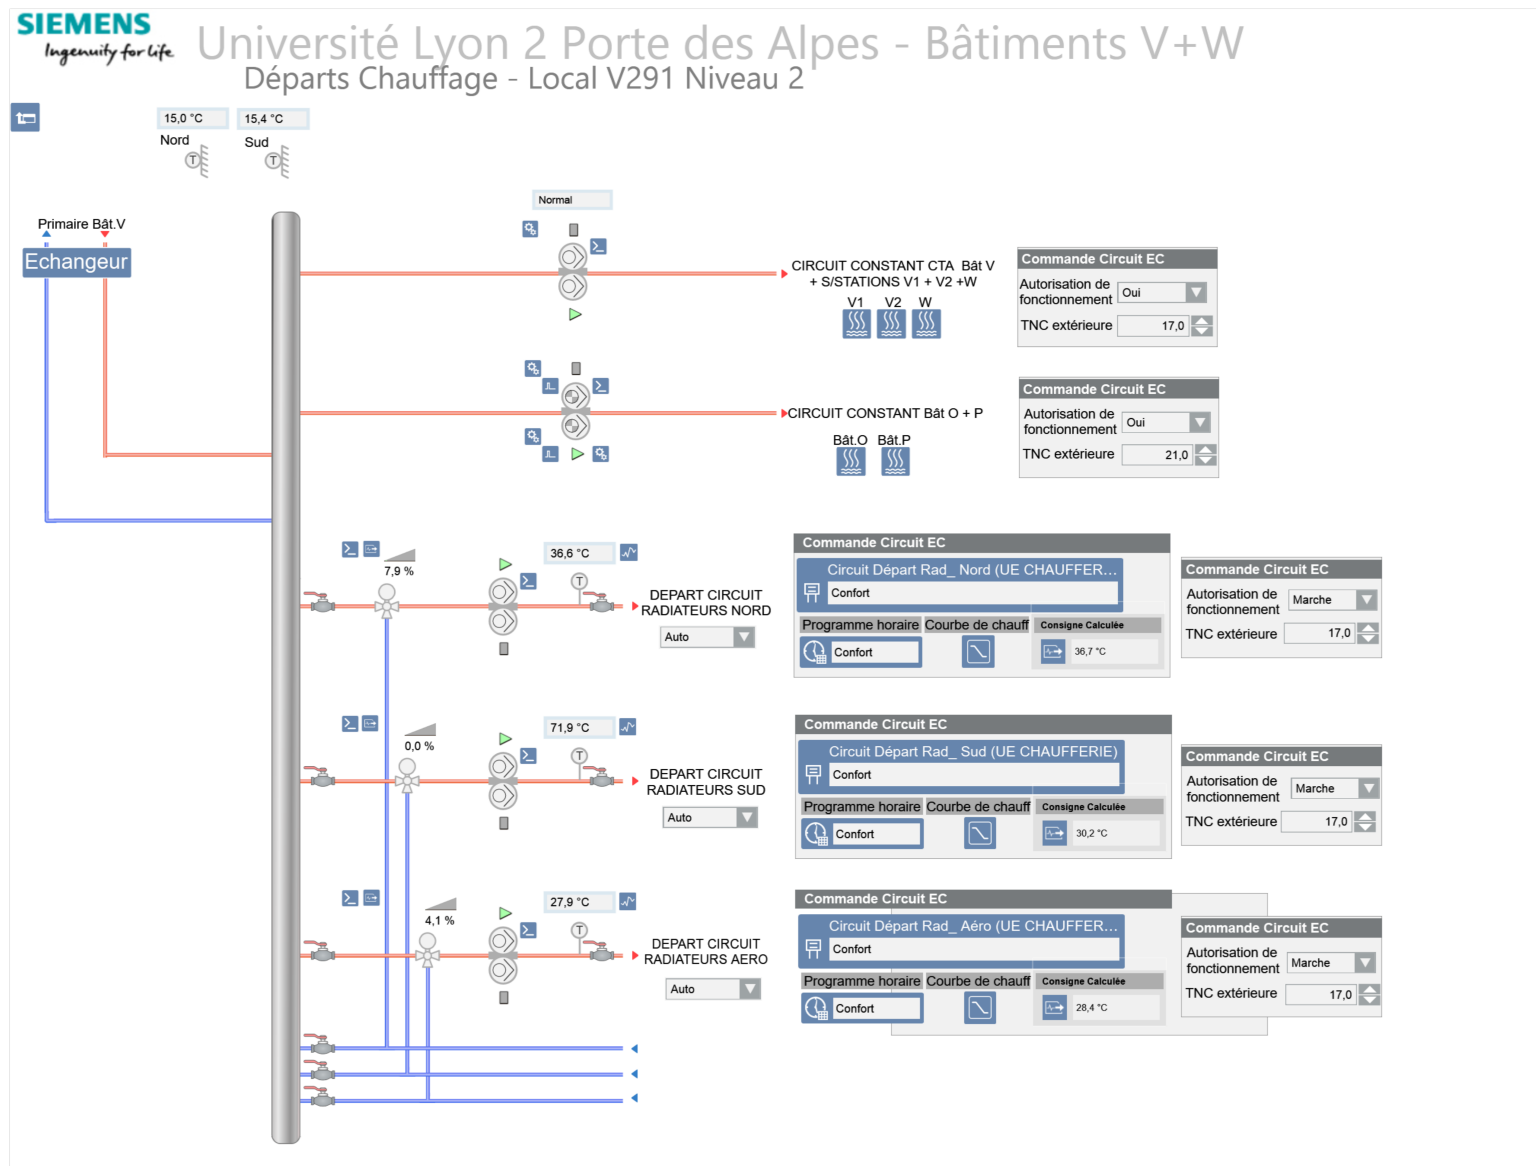 SIEMENS
Ingenuity for life
Université Lyon 2 Porte des Alpes - Bâtiments V+W
Départs Chauffage - Local V291 Niveau 2
15,0 °C
15,4 °C
Nord
Sud
T
T
Normal
Primaire Bât.V
Echangeur
CIRCUIT CONSTANT CTA Bât V
+ S/STATIONS V1 + V2 +W
V1 V2 W
Commande Circuit EC
Autorisation de
fonctionnement
Oui
TNC extérieure
17,0
CIRCUIT CONSTANT Bât O + P
Bât.O Bât.P
Commande Circuit EC
Autorisation de
fonctionnement
Oui
TNC extérieure
21,0
7,9 %
36,6 °C
T
DEPART CIRCUIT
RADIATEURS NORD
Auto
Commande Circuit EC
Circuit Départ Rad_ Nord (UE CHAUFFER...
Confort
Programme horaire
Courbe de chauff
Consigne Calculée
Confort
36,7 °C
Commande Circuit EC
Autorisation de
fonctionnement
Marche
TNC extérieure
17,0
0,0 %
71,9 °C
T
DEPART CIRCUIT
RADIATEURS SUD
Auto
Commande Circuit EC
Circuit Départ Rad_ Sud (UE CHAUFFERIE)
Confort
Programme horaire
Courbe de chauff
Consigne Calculée
Confort
30,2 °C
Commande Circuit EC
Autorisation de
fonctionnement
Marche
TNC extérieure
17,0
4,1 %
27,9 °C
T
DEPART CIRCUIT
RADIATEURS AERO
Auto
Commande Circuit EC
Circuit Départ Rad_ Aéro (UE CHAUFFER...
Confort
Programme horaire
Courbe de chauff
Consigne Calculée
Confort
28,4 °C
Commande Circuit EC
Autorisation de
fonctionnement
Marche
TNC extérieure
17,0